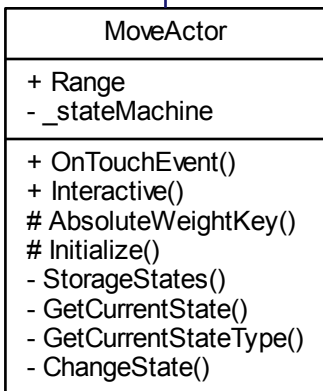 MoveActor
+ Range
- _stateMachine
+ OnTouchEvent()
+ Interactive()
# AbsoluteWeightKey()
# Initialize()
- StorageStates()
- GetCurrentState()
- GetCurrentStateType()
- ChangeState()